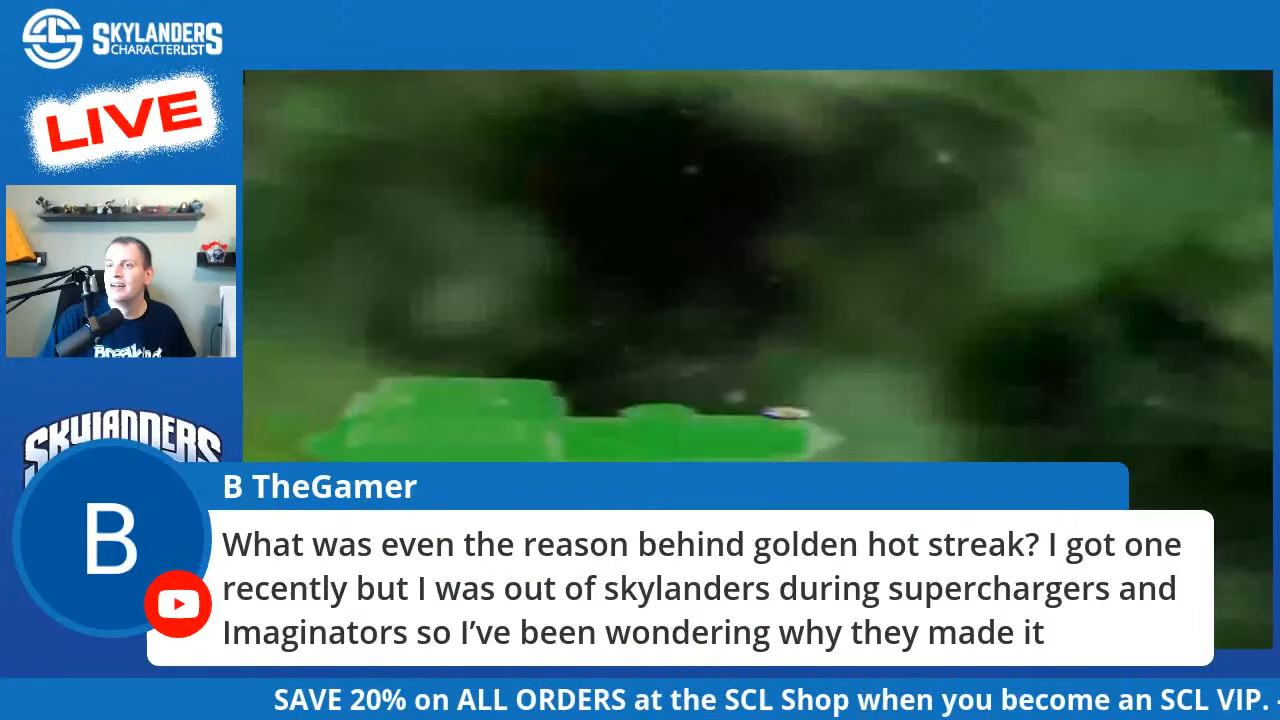 SKYLANDERS
CHARACTERLIST
LIVE
SKYLANDERS
B TheGamer
B
What was even the reason behind golden hot streak? I got one
recently but I was out of skylanders during superchargers and
Imaginators so I've been wondering why they made it
SAVE 20% on ALL ORDERS at the SCL Shop when you become an SCL VIP.